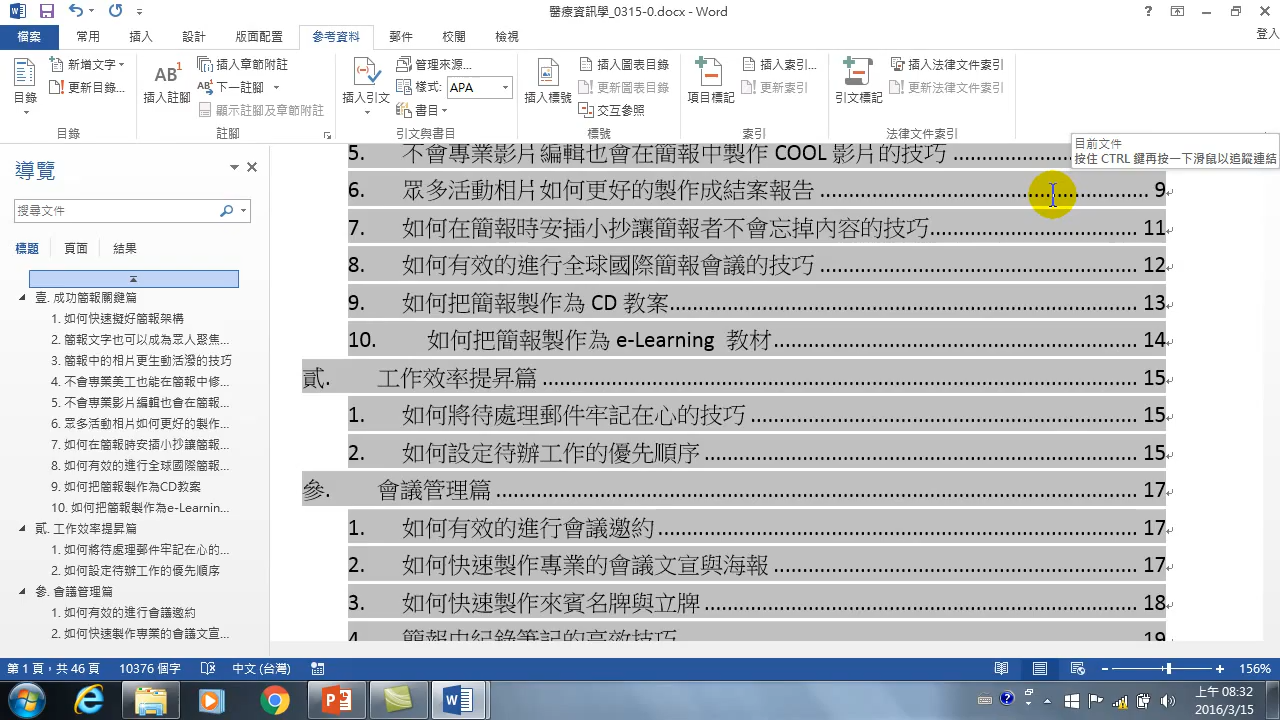 醫療資訊學_0315-0.docx - Word
檔案 常用 插入 設計 版面配置 參考資料 郵件 校閱 檢視 登入
目錄 新增文字 更新目錄...
目錄
插入註腳 AB1 插入章節附註 下一註腳 顯示註腳及章節附註
註腳
插入引文 管理來源... 樣式: APA 書目
引文與書目
插入標號 插入圖表目錄 更新圖表目錄 交互參照
標號
項目標記 插入索引... 更新索引
索引
引文標記 插入法律文件索引 更新法律文件索引
法律文件索引
目前文件
按住 CTRL 鍵再按一下滑鼠以追蹤連結
導覽
搜尋文件
標題 頁面 結果
壹. 成功簡報關鍵篇
1. 如何快速擬好簡報架構
2. 簡報文字也可以成為眾人聚焦...
3. 簡報中的相片更生動活潑的技巧
4. 不會專業美工也能在簡報中修...
5. 不會專業影片編輯也會在簡報...
6. 眾多活動相片如何更好的製作...
7. 如何在簡報時安插小抄讓簡報...
8. 如何有效的進行全球國際簡報...
9. 如何把簡報製作為CD教案
10. 如何把簡報製作為e-Learnin...
貳. 工作效率提昇篇
1. 如何將待處理郵件牢記在心的...
2. 如何設定待辦工作的優先順序
參. 會議管理篇
1. 如何有效的進行會議邀約
2. 如何快速製作專業的會議文宣...
5. 不會專業影片編輯也會在簡報中製作 COOL 影片的技巧
6. 眾多活動相片如何更好的製作成結案報告 9
7. 如何在簡報時安插小抄讓簡報者不會忘掉內容的技巧 11
8. 如何有效的進行全球國際簡報會議的技巧 12
9. 如何把簡報製作為 CD 教案 13
10. 如何把簡報製作為 e-Learning 教材 14
貳. 工作效率提昇篇 15
1. 如何將待處理郵件牢記在心的技巧 15
2. 如何設定待辦工作的優先順序 15
參. 會議管理篇 17
1. 如何有效的進行會議邀約 17
2. 如何快速製作專業的會議文宣與海報 17
3. 如何快速製作來賓名牌與立牌 18
4. 簡報中紀錄筆記的高效技巧 19
第 1 頁，共 46 頁 10376 個字 中文 (台灣) 156%
上午 08:32
2016/3/15